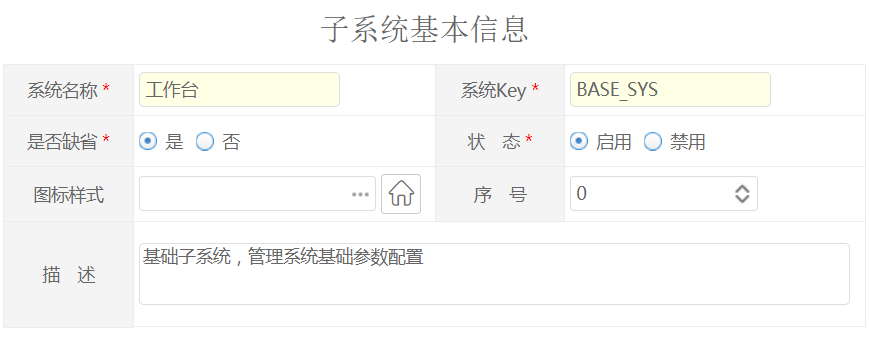 子系统基本信息
系统名称 * 工作台 系统Key * BASE_SYS
是否缺省 * 是 否 状 态 * 启用 禁用
图标样式 ··· 序 号 0
描 述 基础子系统，管理系统基础参数配置